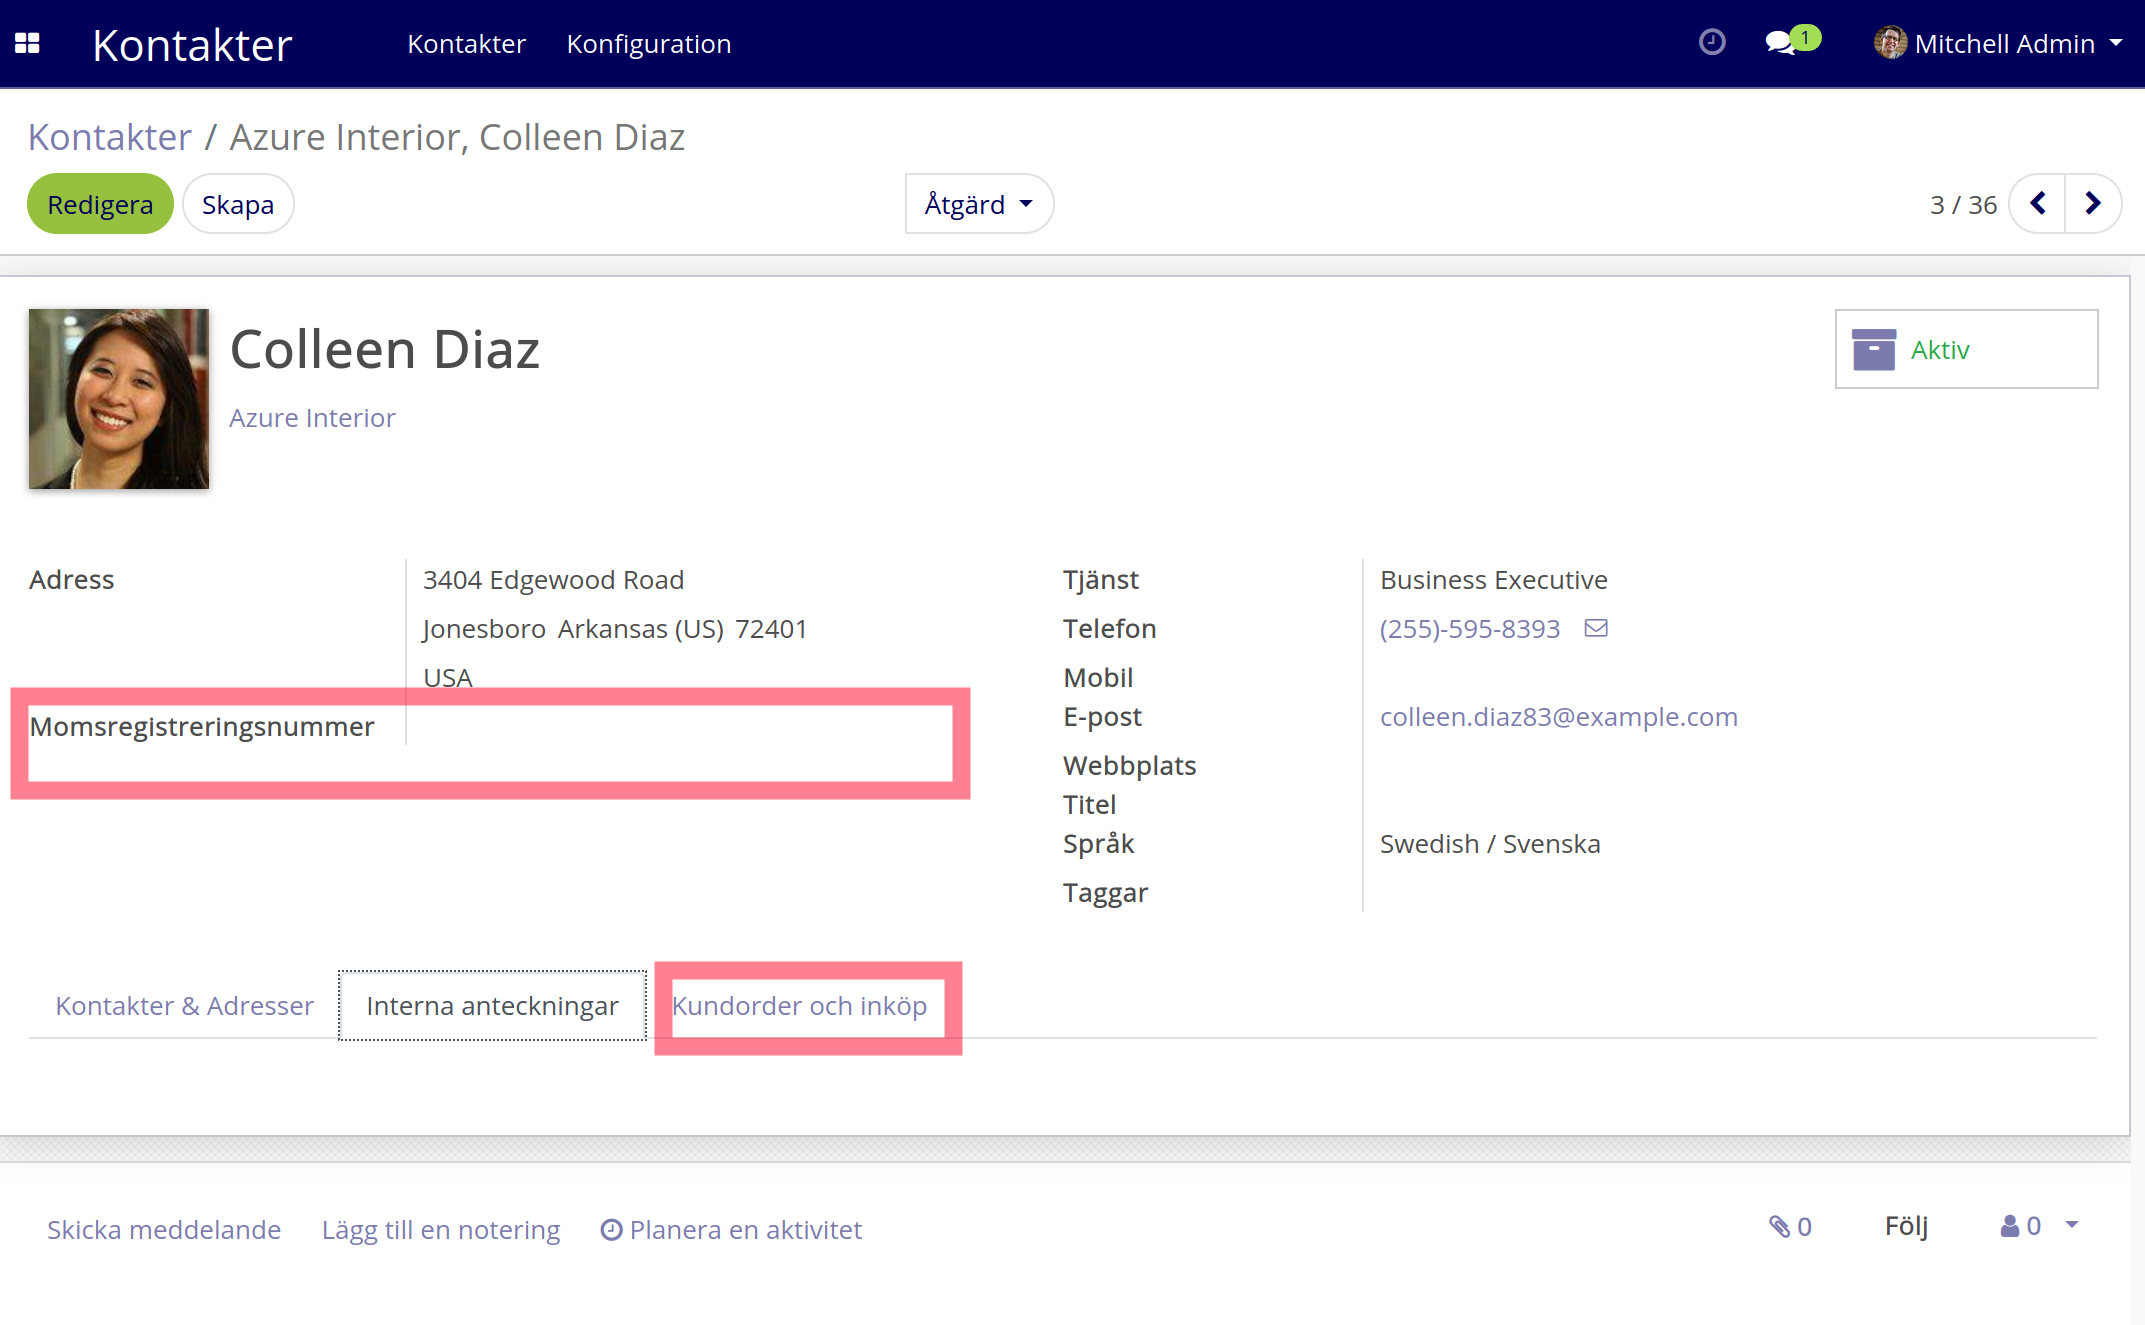 Kontakter Kontakter Konfiguration 1 Mitchell Admin
Kontakter / Azure Interior, Colleen Diaz
Redigera Skapa Åtgärd 3 / 36
Colleen Diaz Aktiv
Azure Interior
Adress 3404 Edgewood Road
Jonesboro Arkansas (US) 72401
USA
Momsregistreringsnummer
Tjänst Business Executive
Telefon (255)-595-8393
Mobil
E-post colleen.diaz83@example.com
Webbplats
Titel
Språk Swedish / Svenska
Taggar
Kontakter & Adresser Interna anteckningar Kundorder och inköp
Skicka meddelande Lägg till en notering Planera en aktivitet 0 Följ 0